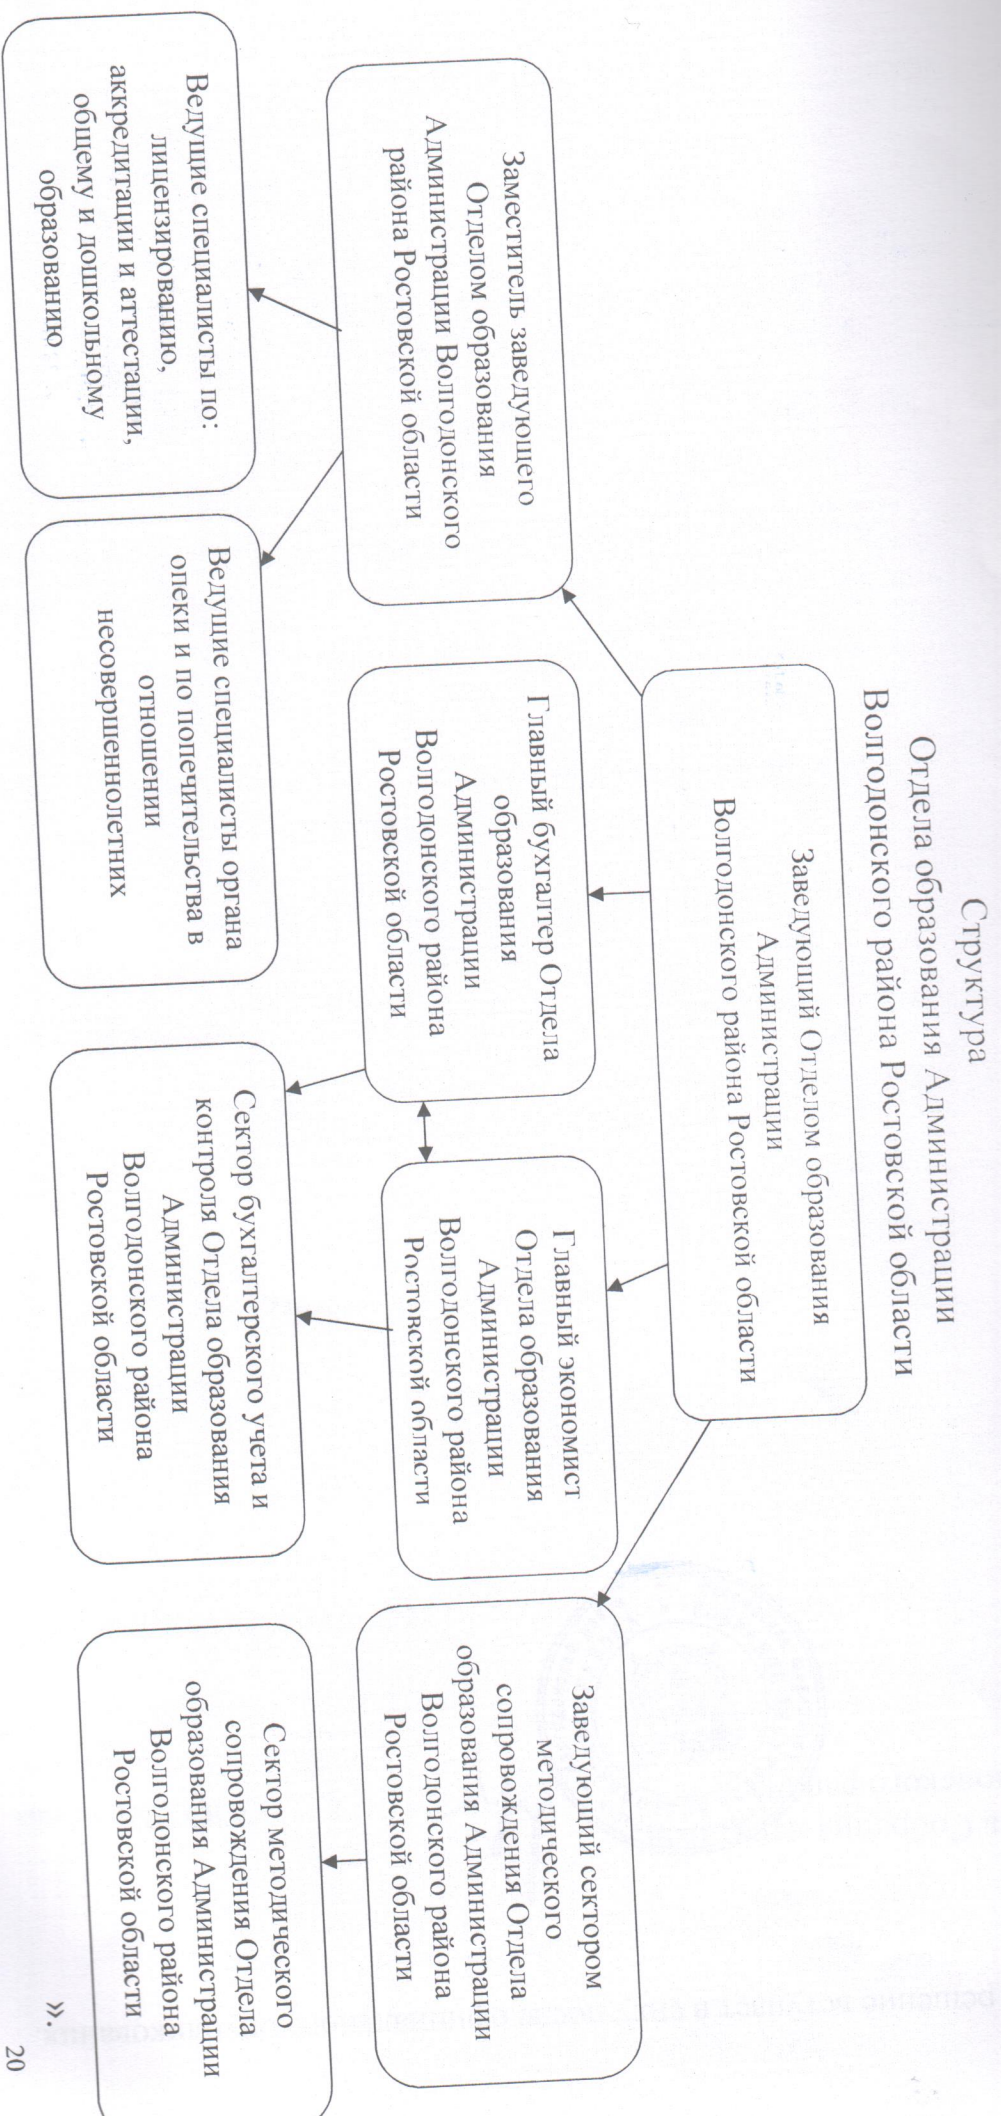 Структура
Отдела образования Администрации
Волгодонского района Ростовской области
Заведующий Отделом образования
Администрации
Волгодонского района Ростовской области
Заместитель заведующего
Отделом образования
Администрации Волгодонского
района Ростовской области
Главный бухгалтер Отдела
образования
Администрации
Волгодонского района
Ростовской области
Главный экономист
Отдела образования
Администрации
Волгодонского района
Ростовской области
Заведующий сектором
методического
сопровождения Отдела
образования Администрации
Волгодонского района
Ростовской области
Ведущие специалисты по:
лицензированию,
аккредитации и аттестации,
общему и дошкольному
образованию
Ведущие специалисты органа
опеки и по попечительства в
отношении
несовершеннолетних
Сектор бухгалтерского учета и
контроля Отдела образования
Администрации
Волгодонского района
Ростовской области
Сектор методического
сопровождения Отдела
образования Администрации
Волгодонского района
Ростовской области
».
20